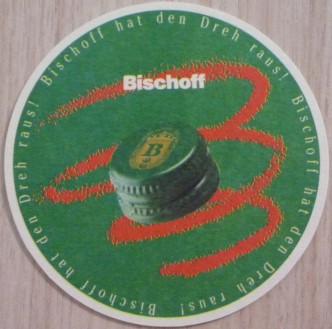 Bischoff hat den Dreh raus! Bischoff hat den Dreh raus! Bischoff hat den Dreh raus!
Bischoff
B